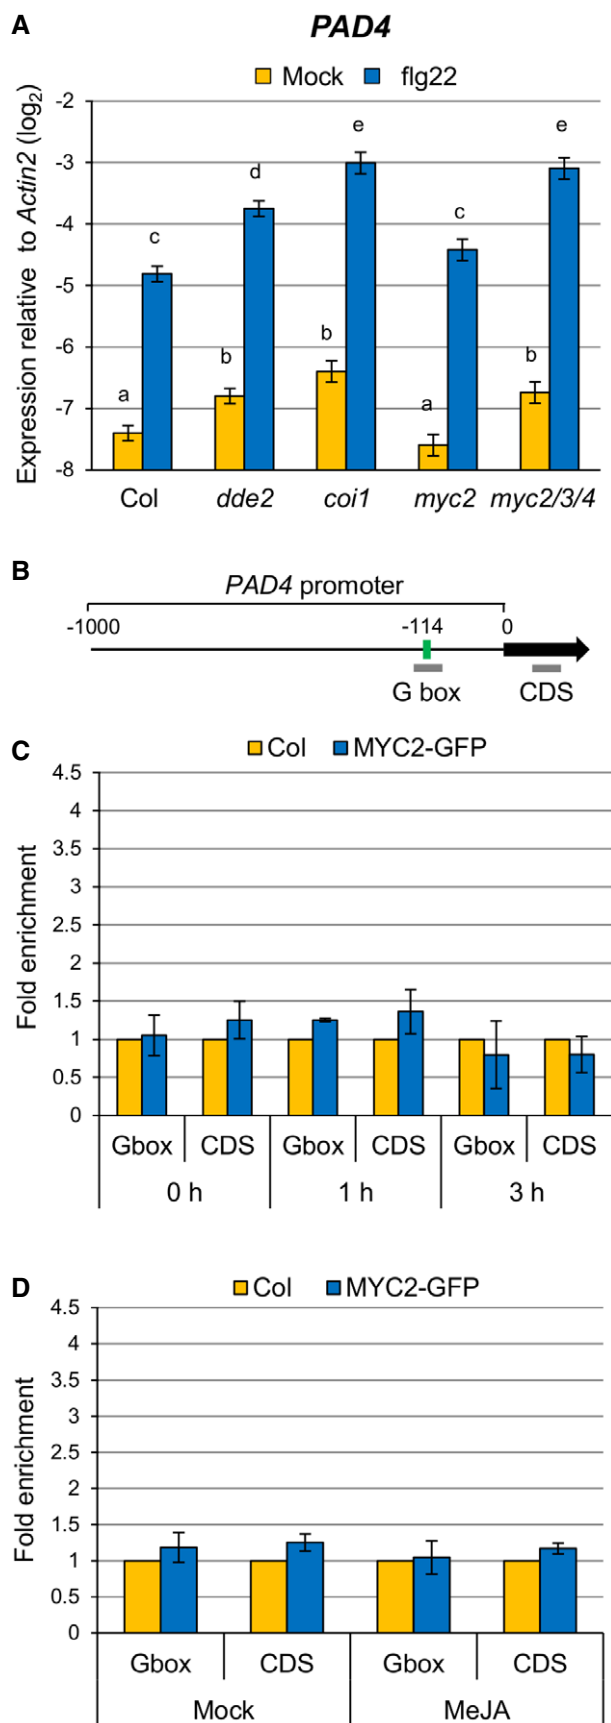 A
PAD4
Mock flg22
Expression relative to Actin2 (log2)
-2
-3
-4
-5
-6
-7
-8
a c b d b e a c b e
Col dde2 coi1 myc2 myc2/3/4
B
PAD4 promoter
-1000 -114 0
G box CDS
C
Col MYC2-GFP
Fold enrichment
4.5
4
3.5
3
2.5
2
1.5
1
0.5
0
Gbox CDS Gbox CDS Gbox CDS
0 h 1 h 3 h
D
Col MYC2-GFP
Fold enrichment
4.5
4
3.5
3
2.5
2
1.5
1
0.5
0
Gbox CDS Gbox CDS
Mock MeJA